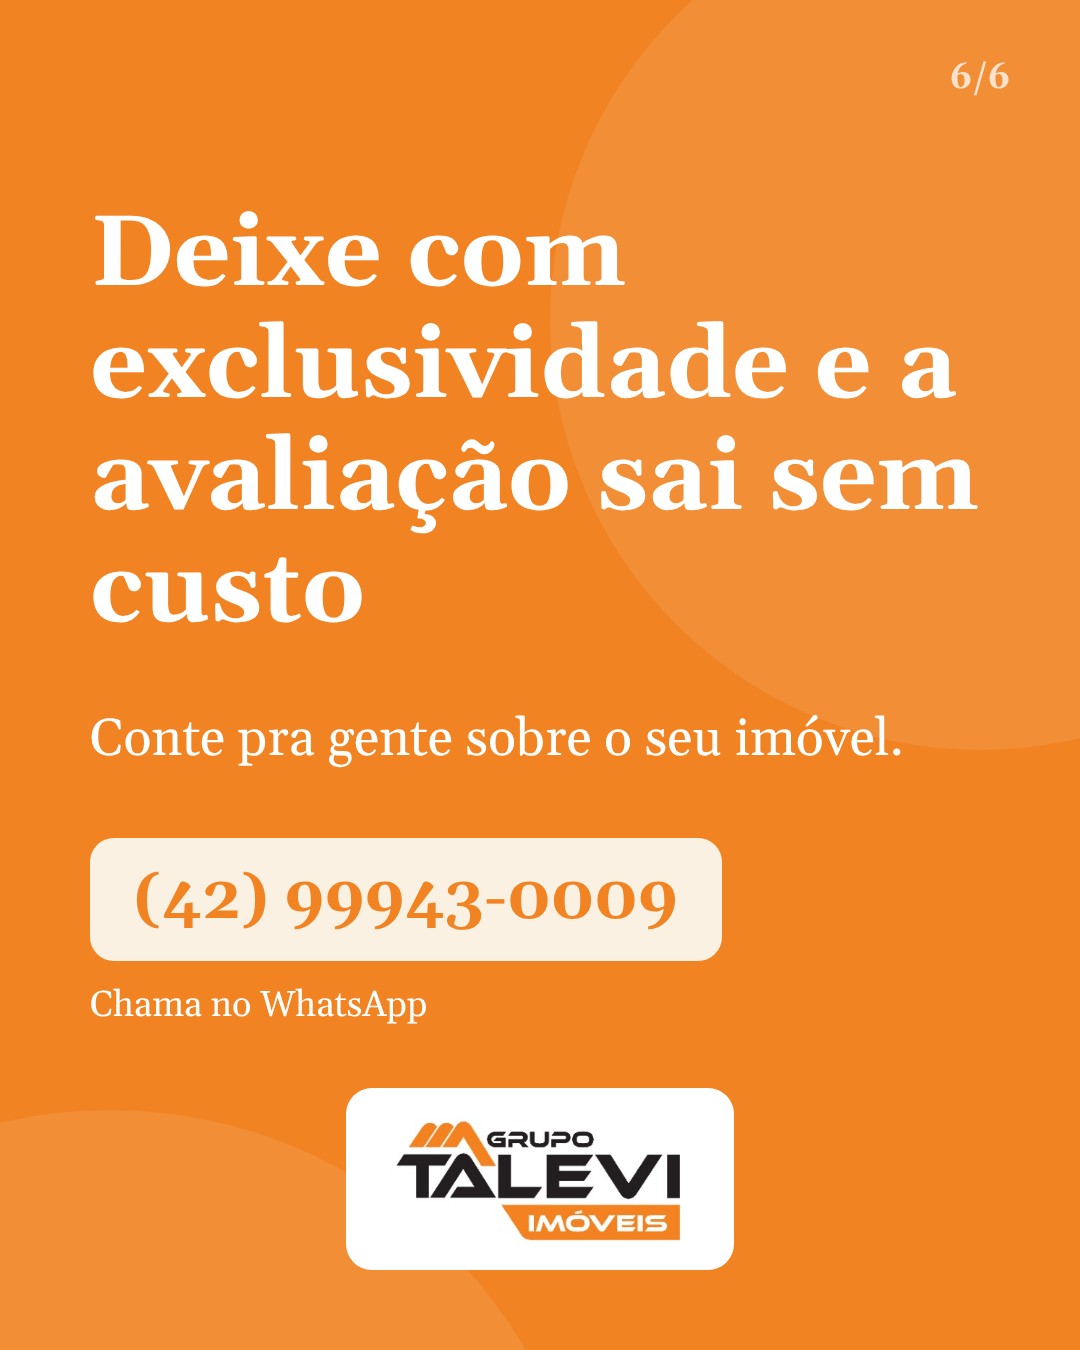 6/6
Deixe com
exclusividade e a
avaliação sai sem
custo
Conte pra gente sobre o seu imóvel.
(42) 99943-0009
Chama no WhatsApp
GRUPO
TALEVI
IMÓVEIS